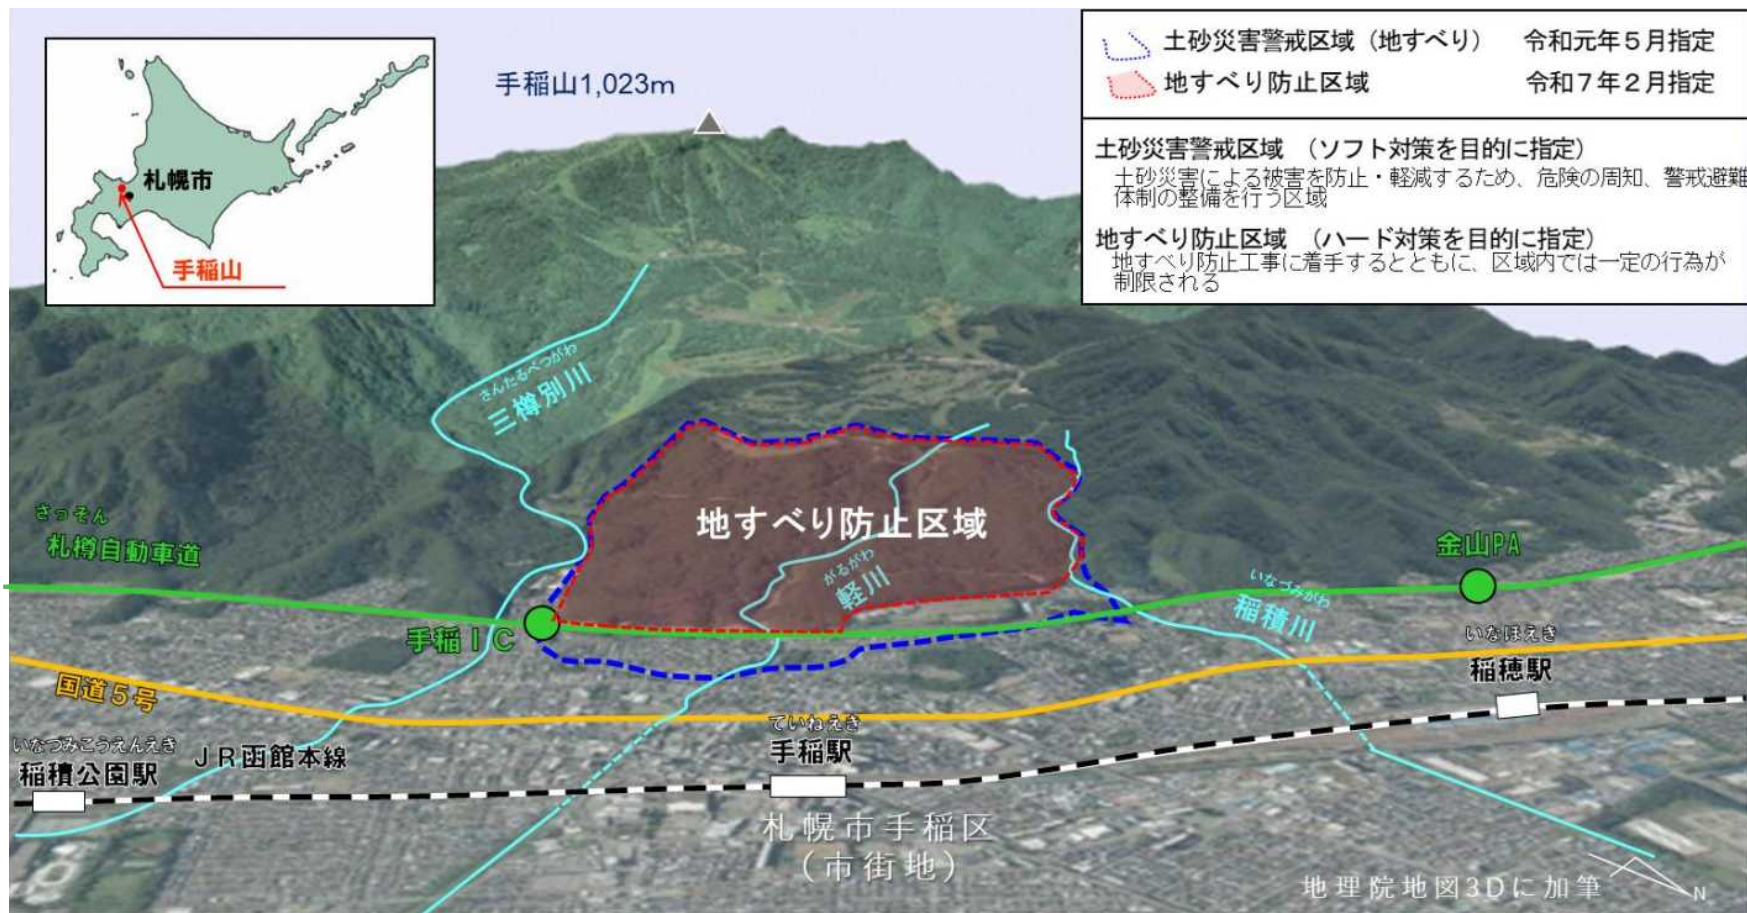 手稲山1,023m
札幌市
手稲山
土砂災害警戒区域（地すべり） 令和元年５月指定
地すべり防止区域 令和７年２月指定
土砂災害警戒区域 （ソフト対策を目的に指定）
土砂災害による被害を防止・軽減するため、危険の周知、警戒避難
体制の整備を行う区域
地すべり防止区域 （ハード対策を目的に指定）
地すべり防止工事に着手するとともに、区域内では一定の行為が
制限される
さんたるべつがわ
三樽別川
地すべり防止区域
さっそん
札樽自動車道
がるがわ
軽川
金山PA
いなづみがわ
稲積川
手稲ＩＣ
いなほえき
稲穂駅
国道５号
ていねえき
手稲駅
いなづみこうえんえき
稲積公園駅
ＪＲ函館本線
札幌市手稲区
（市街地）
地理院地図3Dに加筆
N